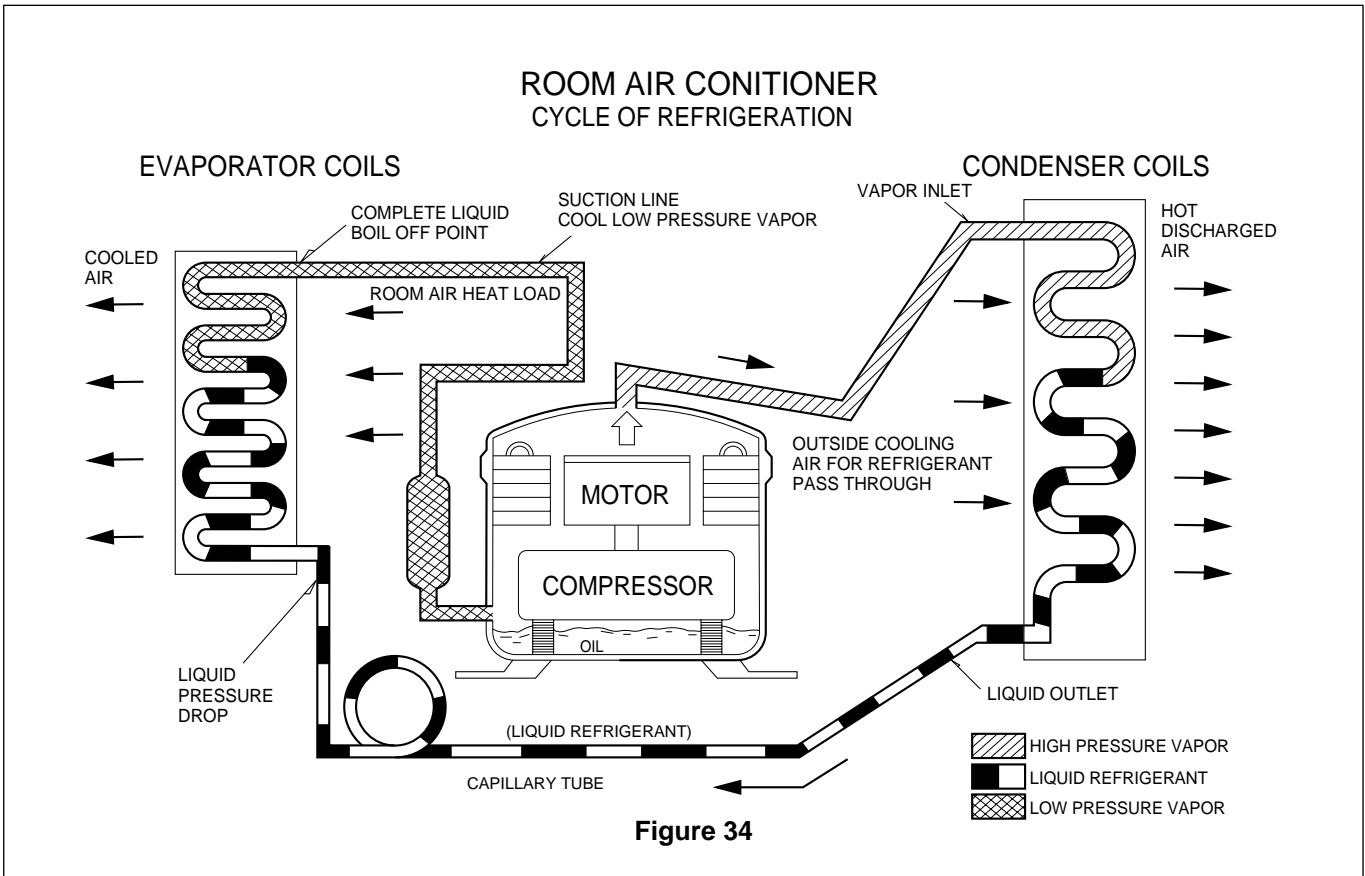 ROOM AIR CONITIONER
CYCLE OF REFRIGERATION
EVAPORATOR COILS
CONDENSER COILS
COMPLETE LIQUID
BOIL OFF POINT
SUCTION LINE
COOL LOW PRESSURE VAPOR
VAPOR INLET
HOT
DISCHARGED
AIR
COOLED
AIR
ROOM AIR HEAT LOAD
OUTSIDE COOLING
AIR FOR REFRIGERANT
PASS THROUGH
MOTOR
COMPRESSOR
OIL
LIQUID
PRESSURE
DROP
LIQUID OUTLET
(LIQUID REFRIGERANT)
CAPILLARY TUBE
HIGH PRESSURE VAPOR
LIQUID REFRIGERANT
LOW PRESSURE VAPOR
Figure 34